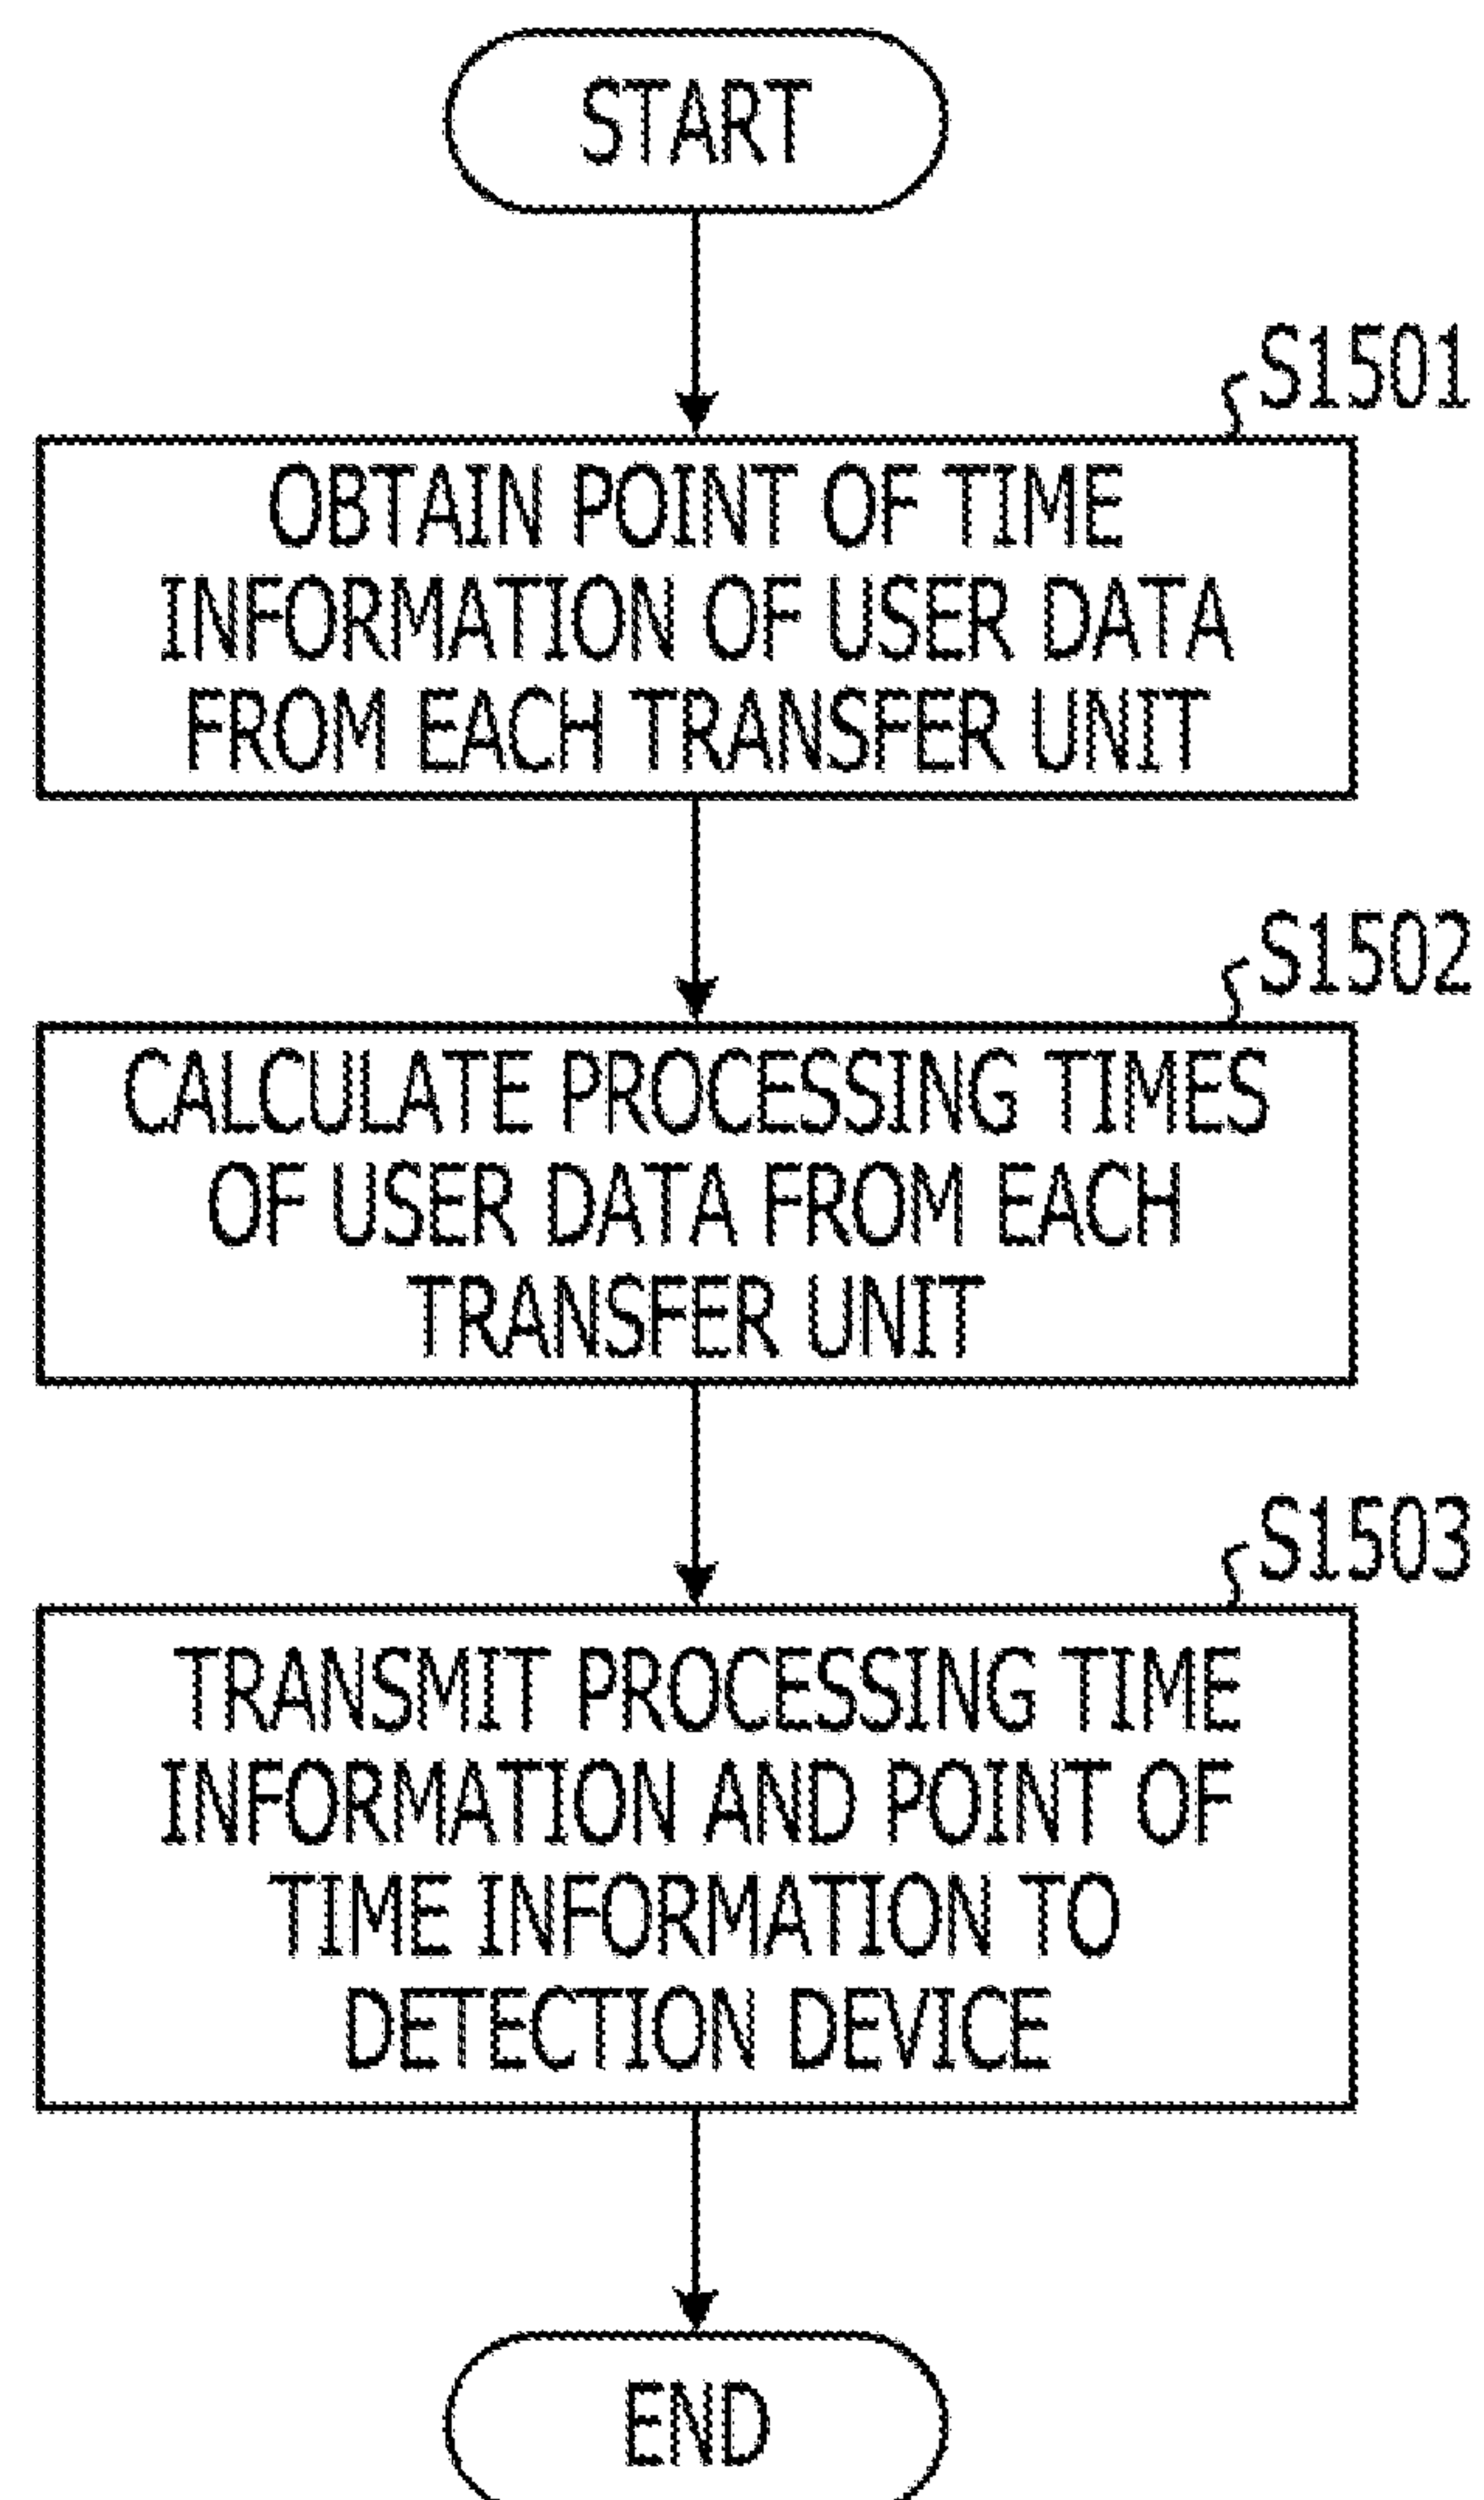 START
S1501
OBTAIN POINT OF TIME
INFORMATION OF USER DATA
FROM EACH TRANSFER UNIT
S1502
CALCULATE PROCESSING TIMES
OF USER DATA FROM EACH
TRANSFER UNIT
S1503
TRANSMIT PROCESSING TIME
INFORMATION AND POINT OF
TIME INFORMATION TO
DETECTION DEVICE
END